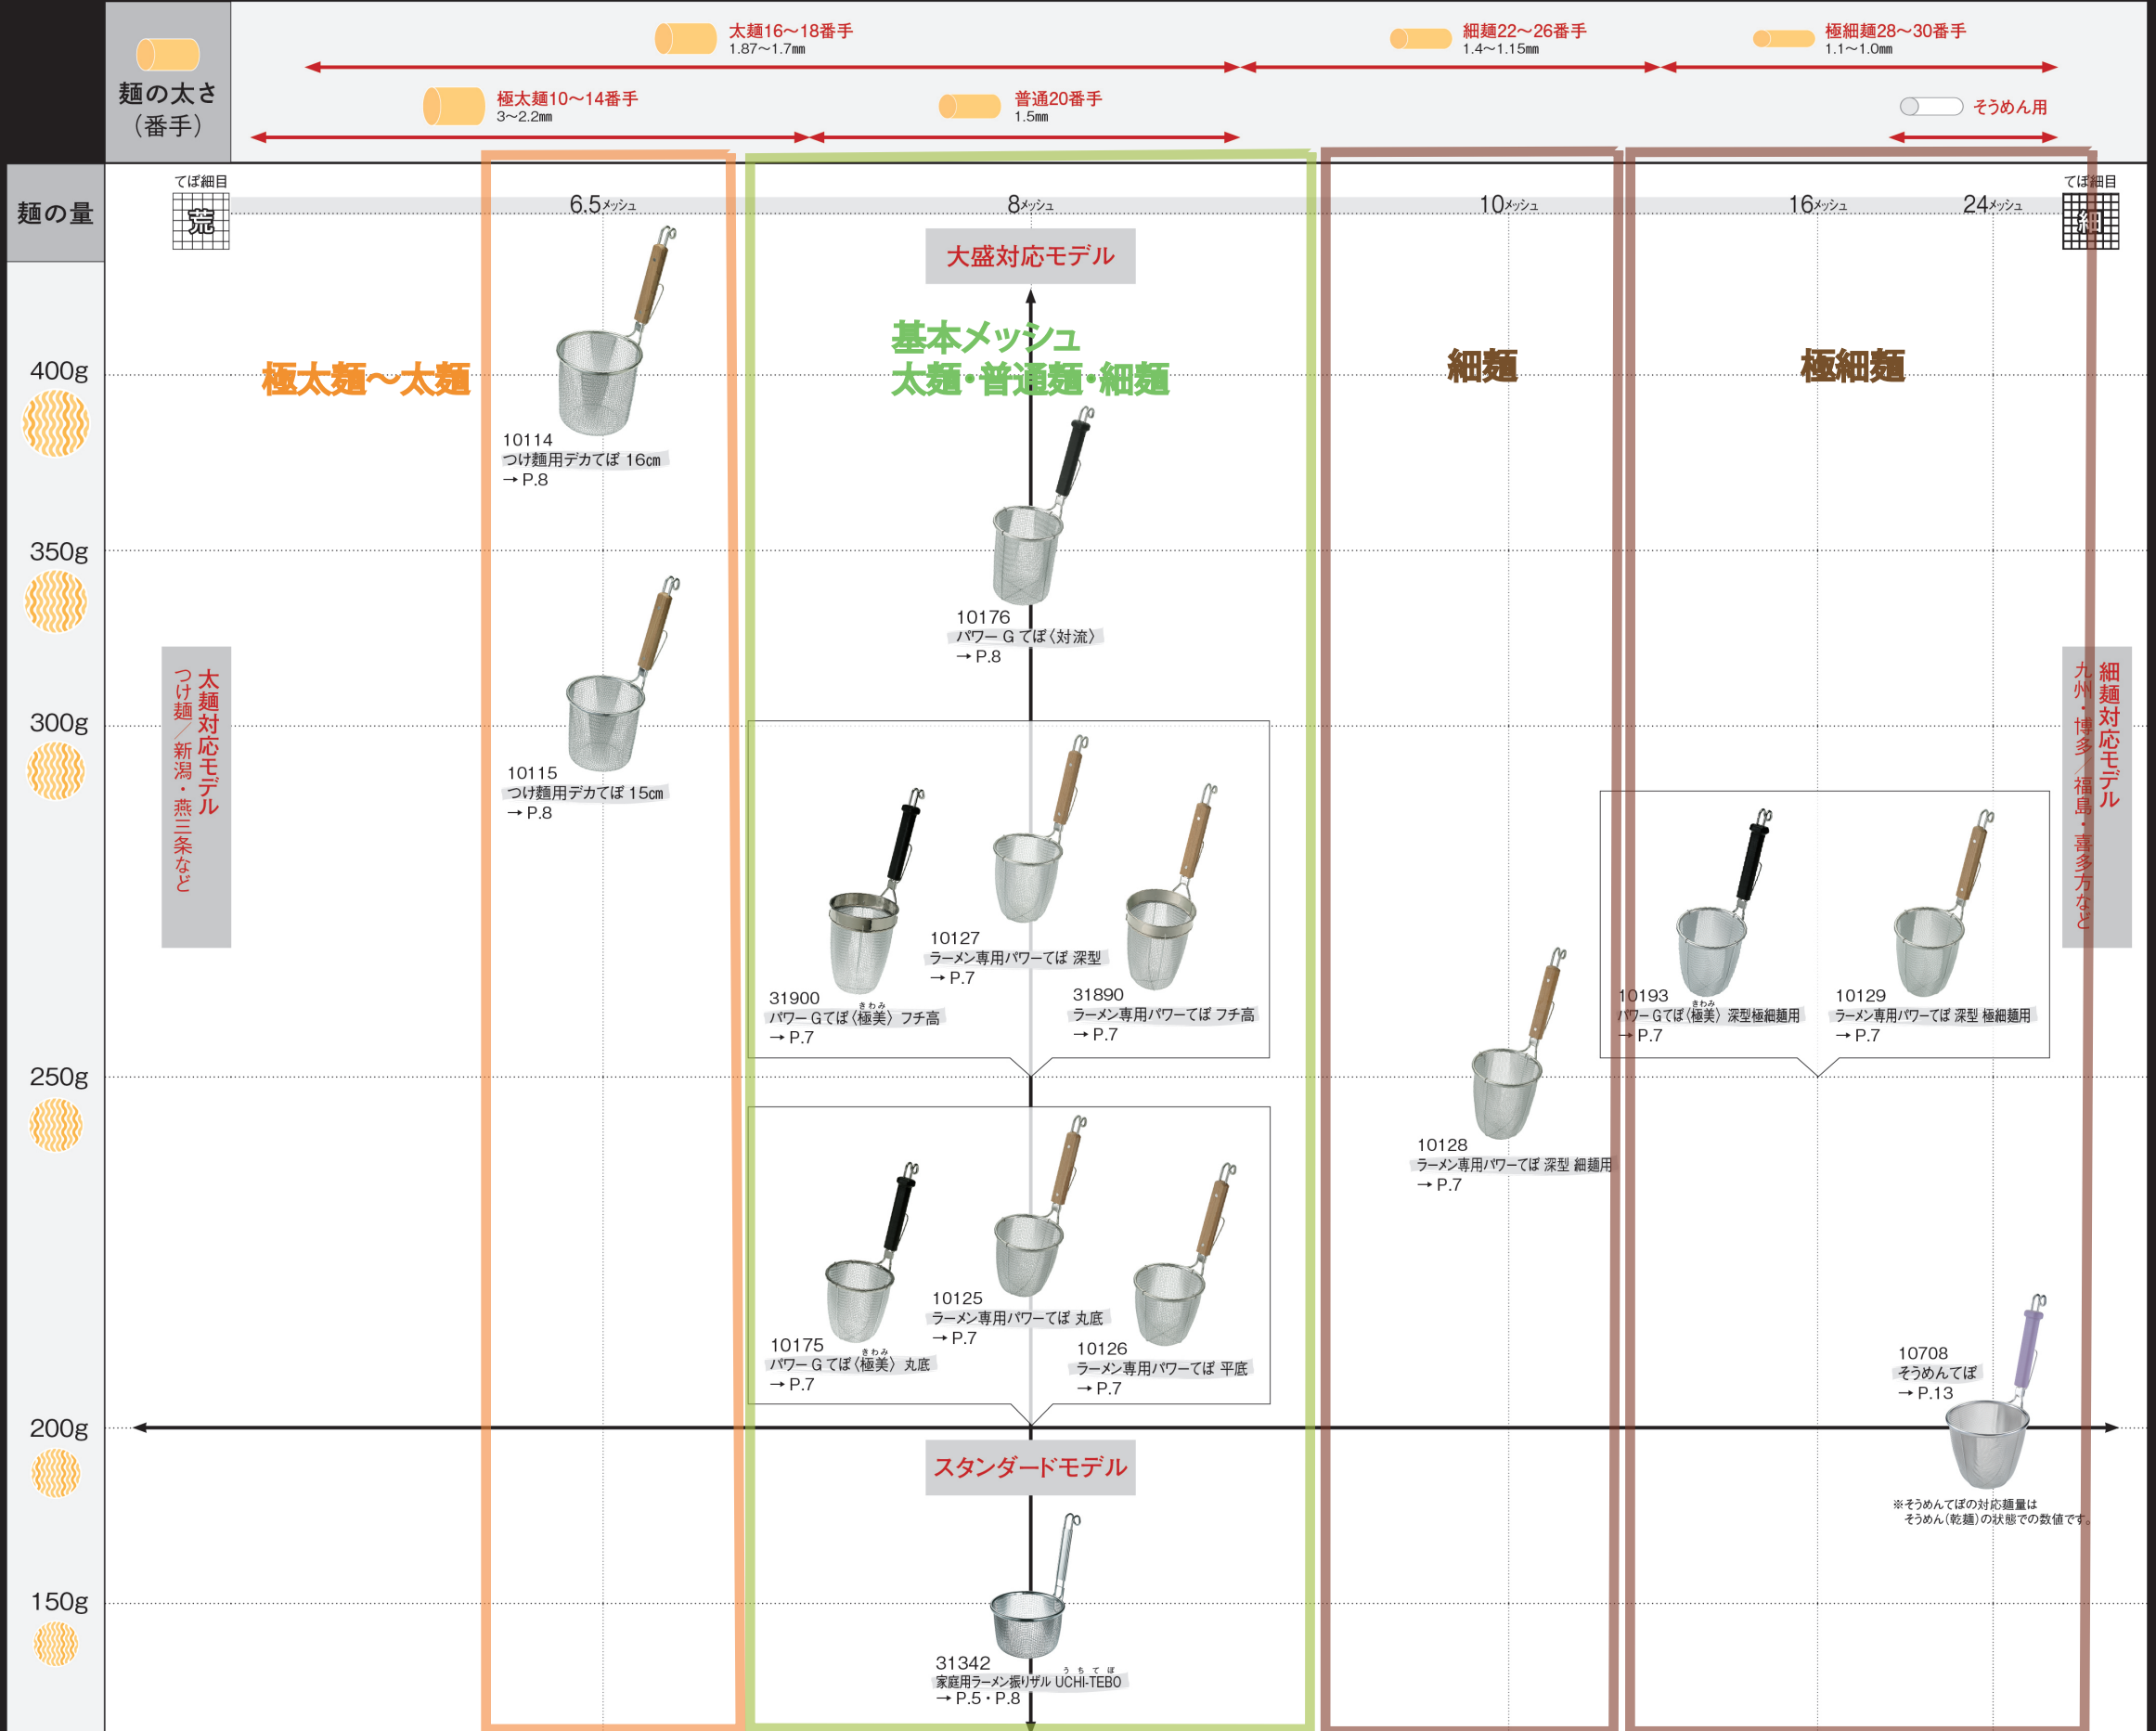 麺の太さ
（番手）
太麺16〜18番手
1.87〜1.7㎜
細麺22〜26番手
1.4〜1.15㎜
極細麺28〜30番手
1.1〜1.0㎜
極太麺10〜14番手
3〜2.2㎜
普通20番手
1.5㎜
そうめん用
麺の量
てぼ細目
荒
6.5メッシュ
8メッシュ
10メッシュ
16メッシュ
24メッシュ
てぼ細目
細
大盛対応モデル
極太麺〜太麺
基本メッシュ
太麺・普通麺・細麺
細麺
極細麺
400g
10114
つけ麺用デカてぼ 16㎝
→ P.8
350g
10176
パワー G てぼ〈対流〉
→ P.8
太麺対応モデル
つけ麺／新潟・燕三条など
細麺対応モデル
九州・博多／福島・喜多方など
300g
10115
つけ麺用デカてぼ 15㎝
→ P.8
31900
パワー Gてぼ〈極美〉 フチ高
きわみ
→ P.7
10127
ラーメン専用パワーてぼ 深型
→ P.7
31890
ラーメン専用パワーてぼ フチ高
→ P.7
10193
パワー Gてぼ〈極美〉 深型極細麺用
きわみ
→ P.7
10129
ラーメン専用パワーてぼ 深型 極細麺用
→ P.7
250g
10128
ラーメン専用パワーてぼ 深型 細麺用
→ P.7
10175
パワー G てぼ〈極美〉 丸底
きわみ
→ P.7
10125
ラーメン専用パワーてぼ 丸底
→ P.7
10126
ラーメン専用パワーてぼ 平底
→ P.7
10708
そうめんてぼ
→ P.13
200g
スタンダードモデル
※そうめんてぼの対応麺量は
そうめん（乾麺）の状態での数値です。
150g
31342
家庭用ラーメン振りザル UCHI-TEBO
うちてぼ
→ P.5・P.8